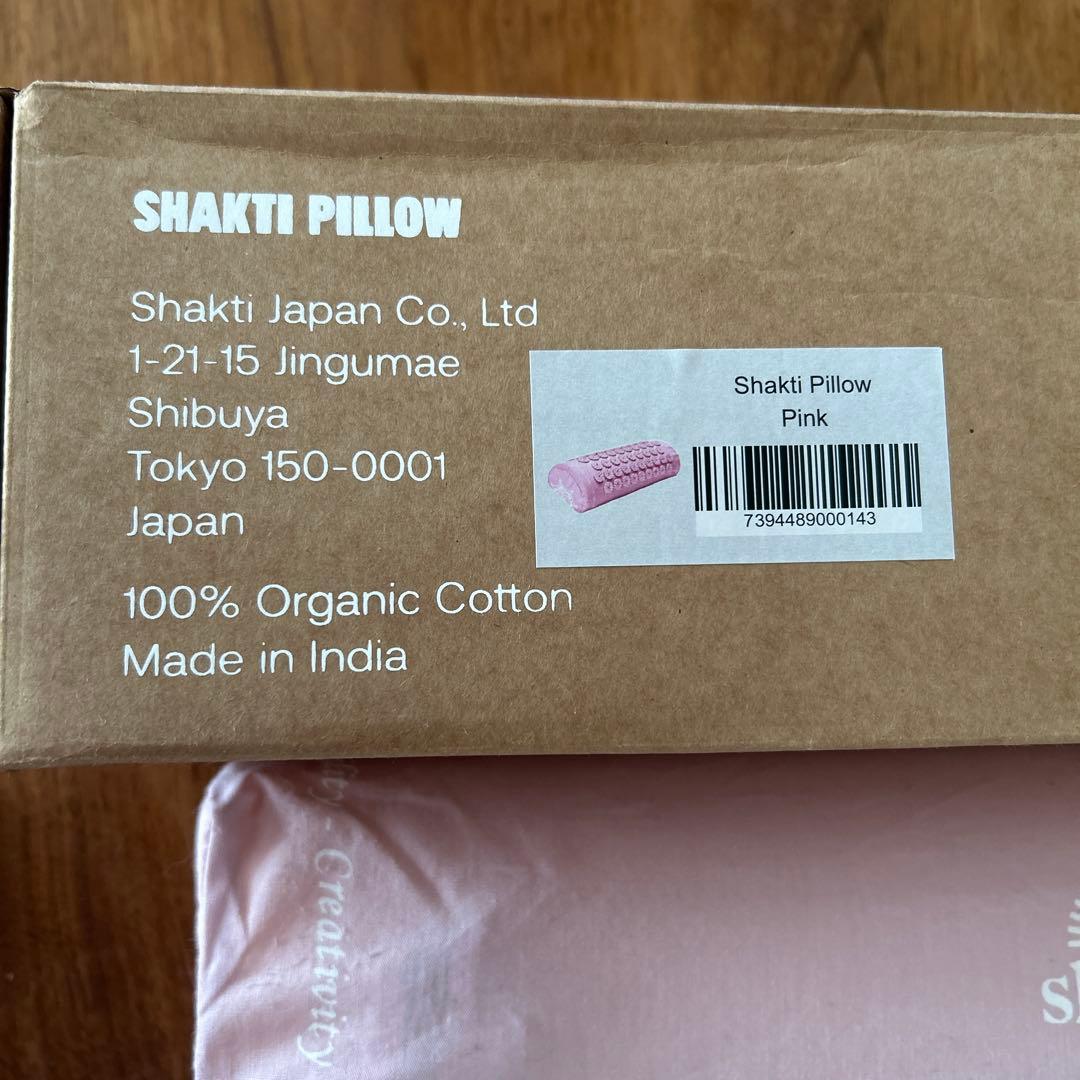 SHAKTI PILLOW
Shakti Japan Co., Ltd
1-21-15 Jingumae
Shibuya
Tokyo 150-0001
Japan
100% Organic Cotton
Made in India
Shakti Pillow
Pink
7394489000143
- Creativity